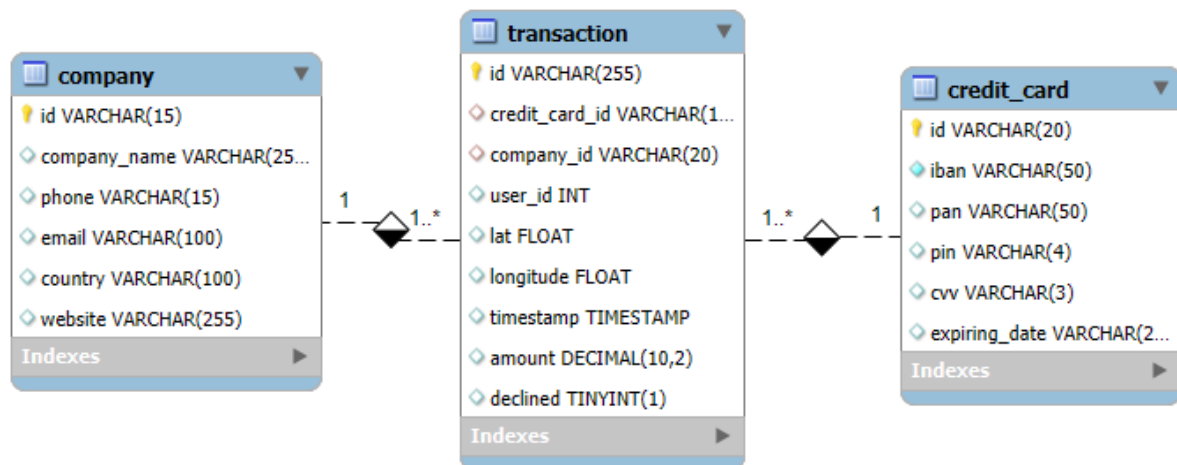 company
id VARCHAR(15)
company_name VARCHAR(25...
phone VARCHAR(15)
email VARCHAR(100)
country VARCHAR(100)
website VARCHAR(255)
Indexes
1
1..*
transaction
id VARCHAR(255)
credit_card_id VARCHAR(1...
company_id VARCHAR(20)
user_id INT
lat FLOAT
longitude FLOAT
timestamp TIMESTAMP
amount DECIMAL(10,2)
declined TINYINT(1)
Indexes
1..*
1
credit_card
id VARCHAR(20)
iban VARCHAR(50)
pan VARCHAR(50)
pin VARCHAR(4)
cvv VARCHAR(3)
expiring_date VARCHAR(2...
Indexes